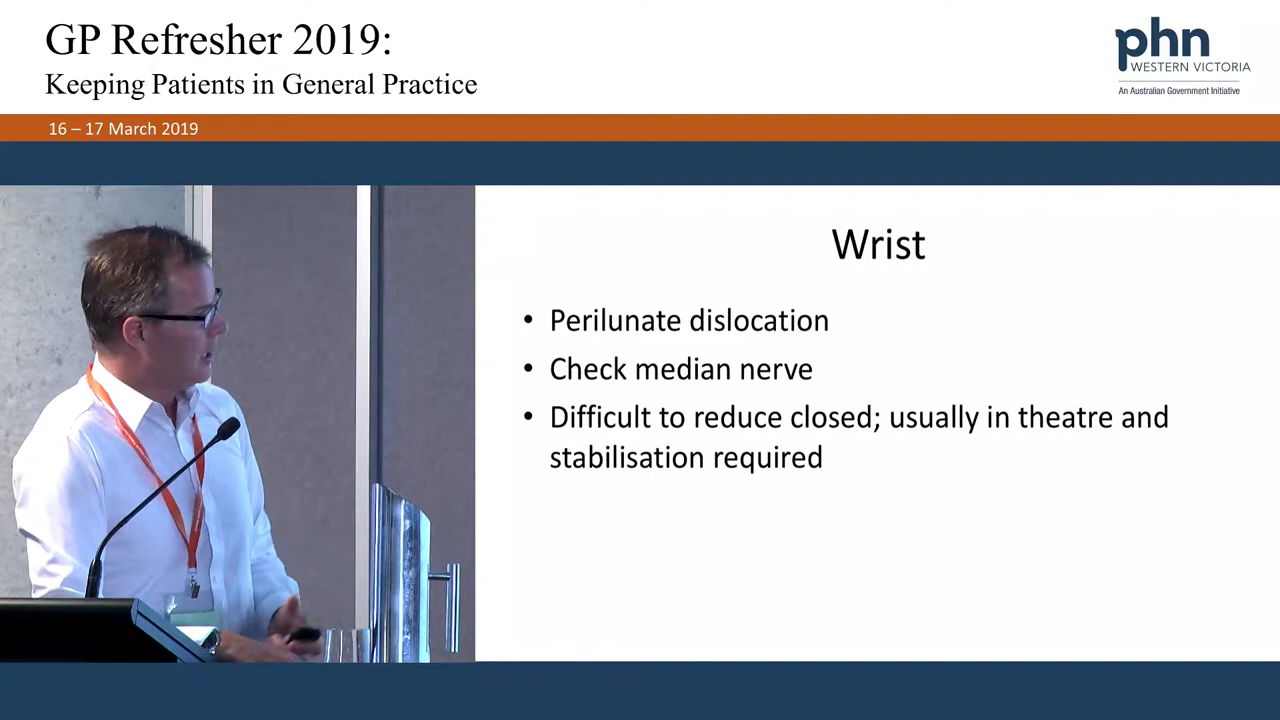 GP Refresher 2019:
Keeping Patients in General Practice
phn
WESTERN VICTORIA
An Australian Government Initiative
16 – 17 March 2019
Wrist
• Perilunate dislocation
• Check median nerve
• Difficult to reduce closed; usually in theatre and
stabilisation required